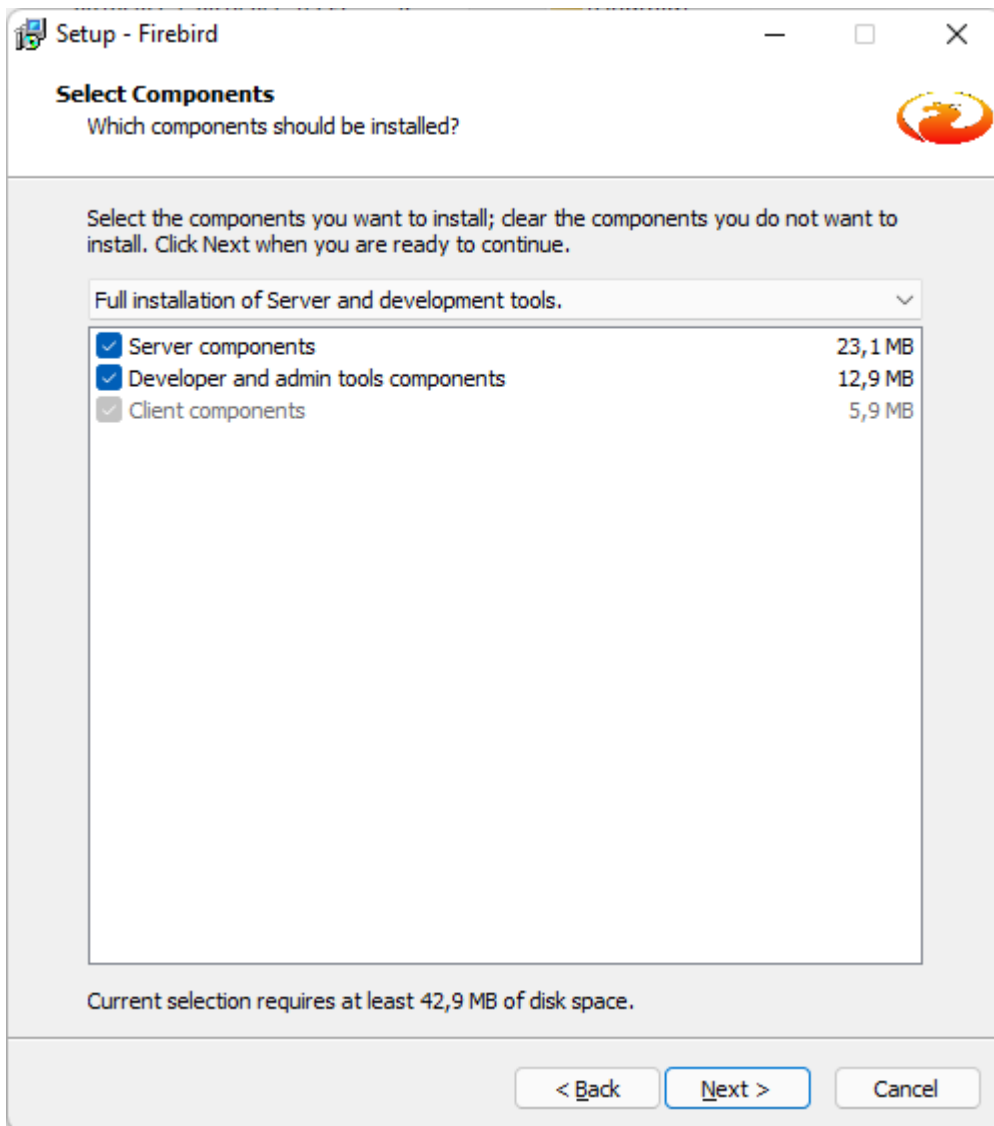 Setup - Firebird
Select Components
Which components should be installed?
Select the components you want to install; clear the components you do not want to
install. Click Next when you are ready to continue.
Full installation of Server and development tools.
Server components 23,1 MB
Developer and admin tools components 12,9 MB
Client components 5,9 MB
Current selection requires at least 42,9 MB of disk space.
< Back Next > Cancel